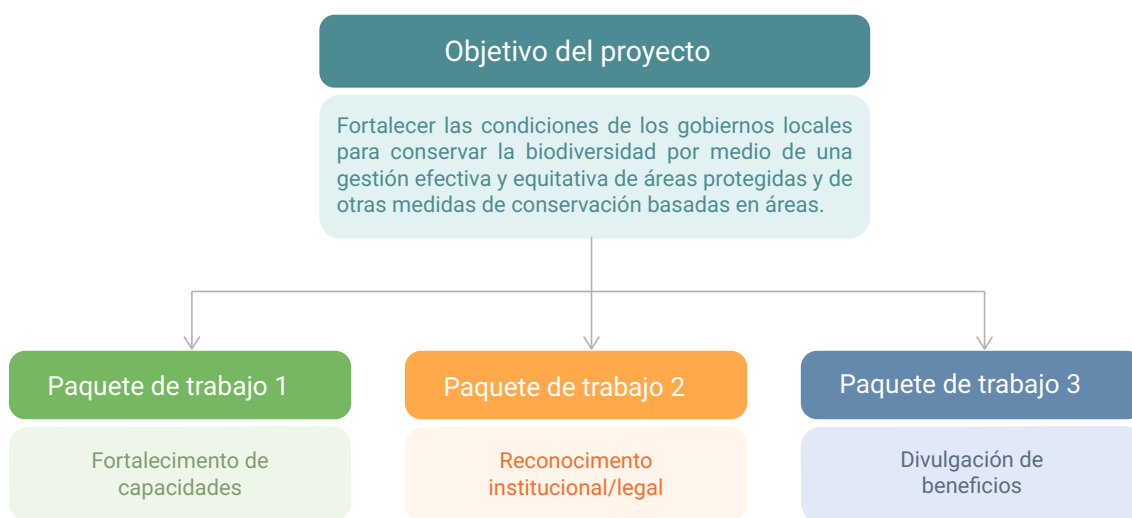 Objetivo del proyecto
Fortalecer las condiciones de los gobiernos locales
para conservar la biodiversidad por medio de una
gestión efectiva y equitativa de áreas protegidas y de
otras medidas de conservación basadas en áreas.
Paquete de trabajo 1
Fortalecimento de
capacidades
Paquete de trabajo 2
Reconocimento
institucional/legal
Paquete de trabajo 3
Divulgación de
beneficios